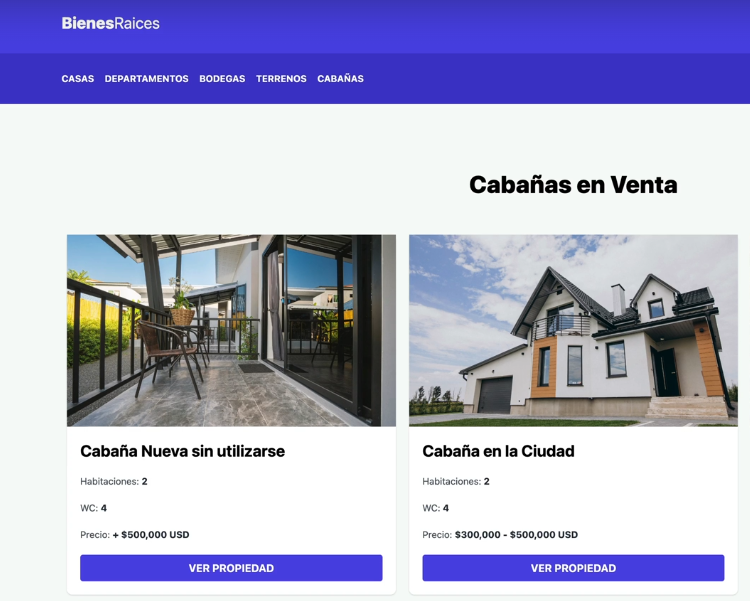 BienesRaices
CASAS DEPARTAMENTOS BODEGAS TERRENOS CABAÑAS
Cabañas en Venta
Cabaña Nueva sin utilizarse
Habitaciones: 2
WC: 4
Precio: + $500,000 USD
VER PROPIEDAD
Cabaña en la Ciudad
Habitaciones: 2
WC: 4
Precio: $300,000 - $500,000 USD
VER PROPIEDAD